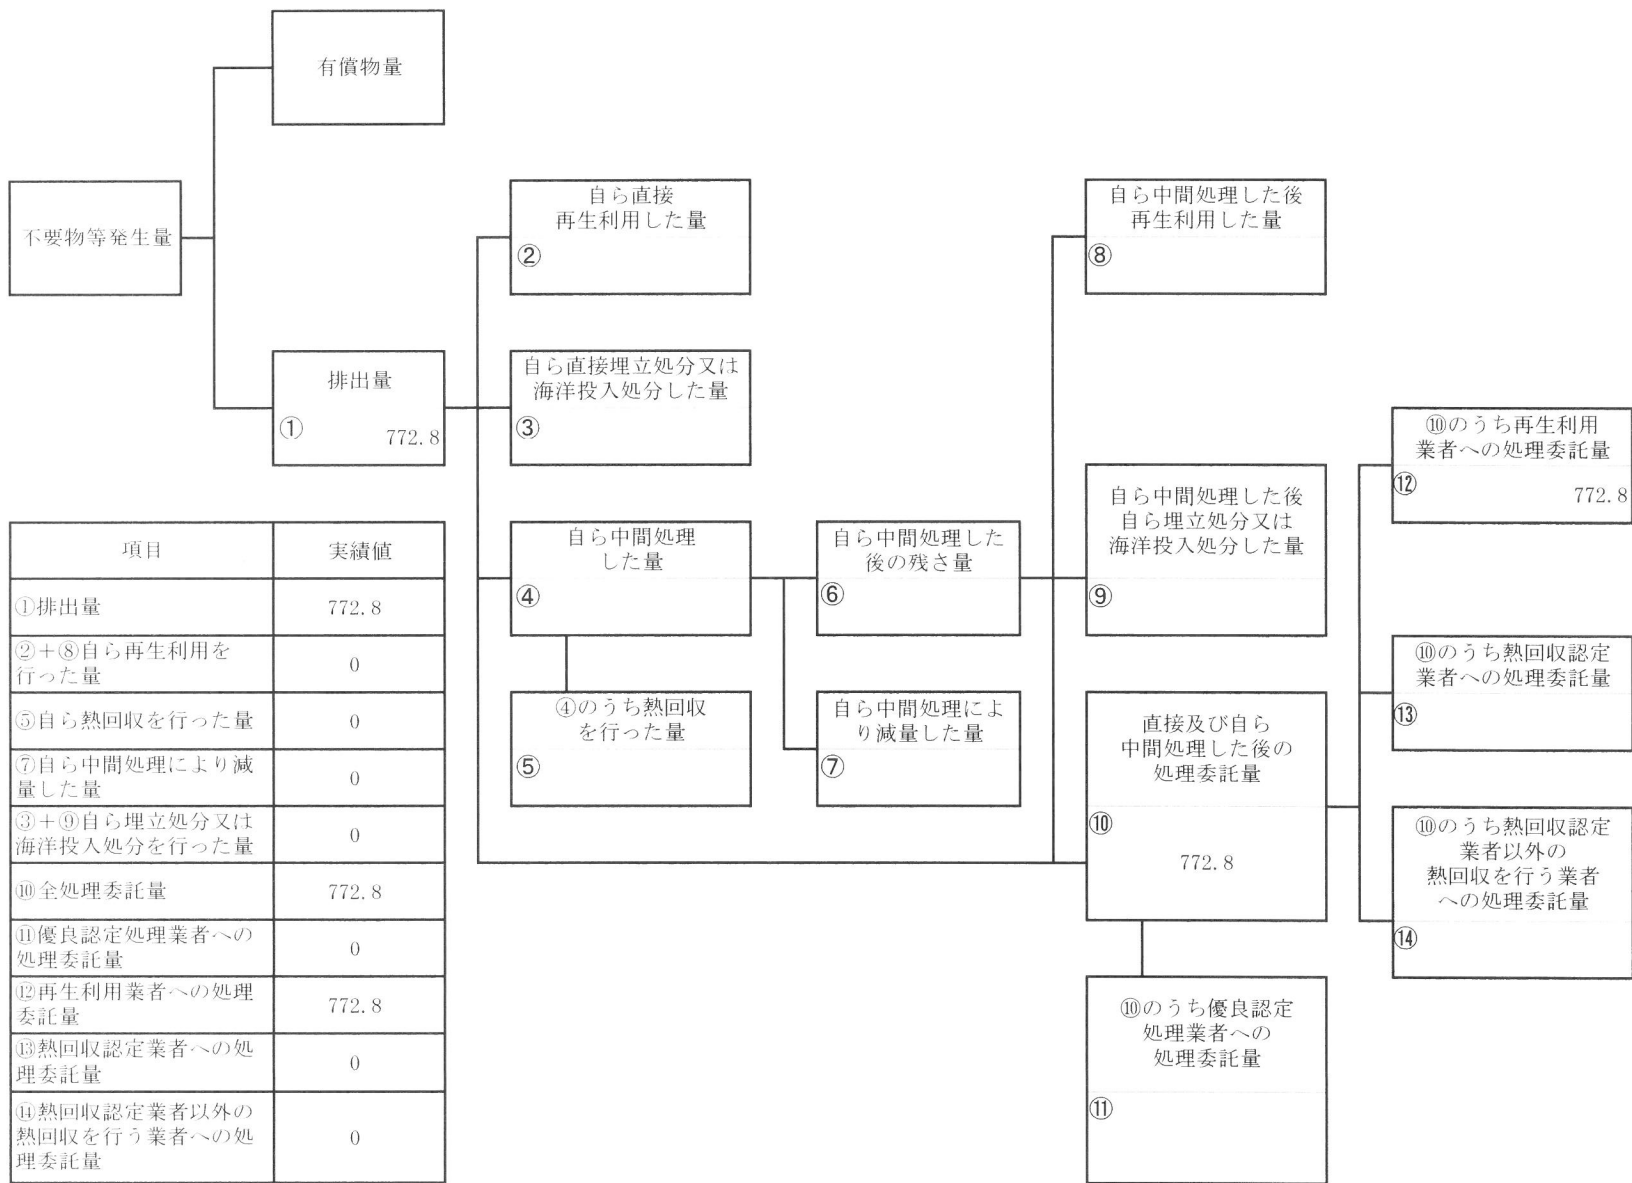 有償物量
不要物等発生量
排出量
①
772.8
自ら直接
再生利用した量
②
自ら直接埋立処分又は
海洋投入処分した量
③
自ら中間処理
した量
④
④のうち熱回収
を行った量
⑤
自ら中間処理した
後の残さ量
⑥
自ら中間処理によ
り減量した量
⑦
自ら中間処理した後
再生利用した量
⑧
自ら中間処理した後
自ら埋立処分又は
海洋投入処分した量
⑨
直接及び自ら
中間処理した後の
処理委託量
⑩
772.8
⑩のうち優良認定
処理業者への
処理委託量
⑪
⑩のうち再生利用
業者への処理委託量
⑫
772.8
⑩のうち熱回収認定
業者への処理委託量
⑬
⑩のうち熱回収認定
業者以外の
熱回収を行う業者
への処理委託量
⑭
項目 実績値
①排出量 772.8
②+⑧自ら再生利用を
行った量 0
⑤自ら熱回収を行った量 0
⑦自ら中間処理により減
量した量 0
③+⑨自ら埋立処分又は
海洋投入処分を行った量 0
⑩全処理委託量 772.8
⑪優良認定処理業者への
処理委託量 0
⑫再生利用業者への処理
委託量 772.8
⑬熱回収認定業者への処
理委託量 0
⑭熱回収認定業者以外の
熱回収を行う業者への処
理委託量 0